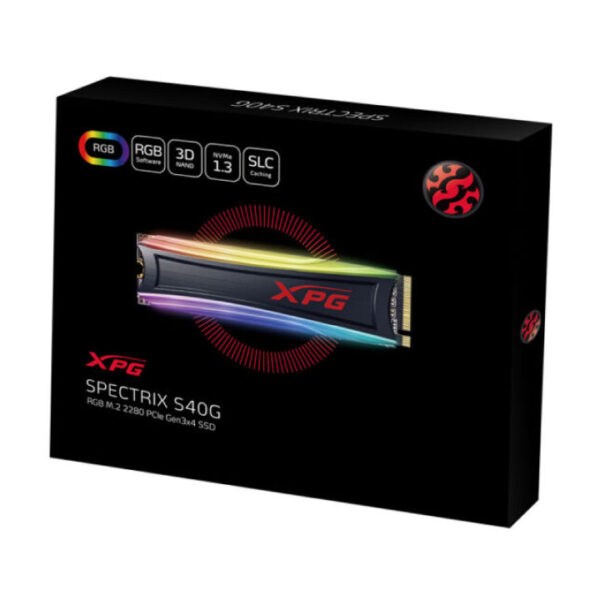 SPECTRIX S40G
RGB
RGB
Software
3D
NAND
NVMe
1.3
SLC
Caching
XPG
XPG
SPECTRIX S40G
RGB M.2 2280 PCIe Gen3x4 SSD